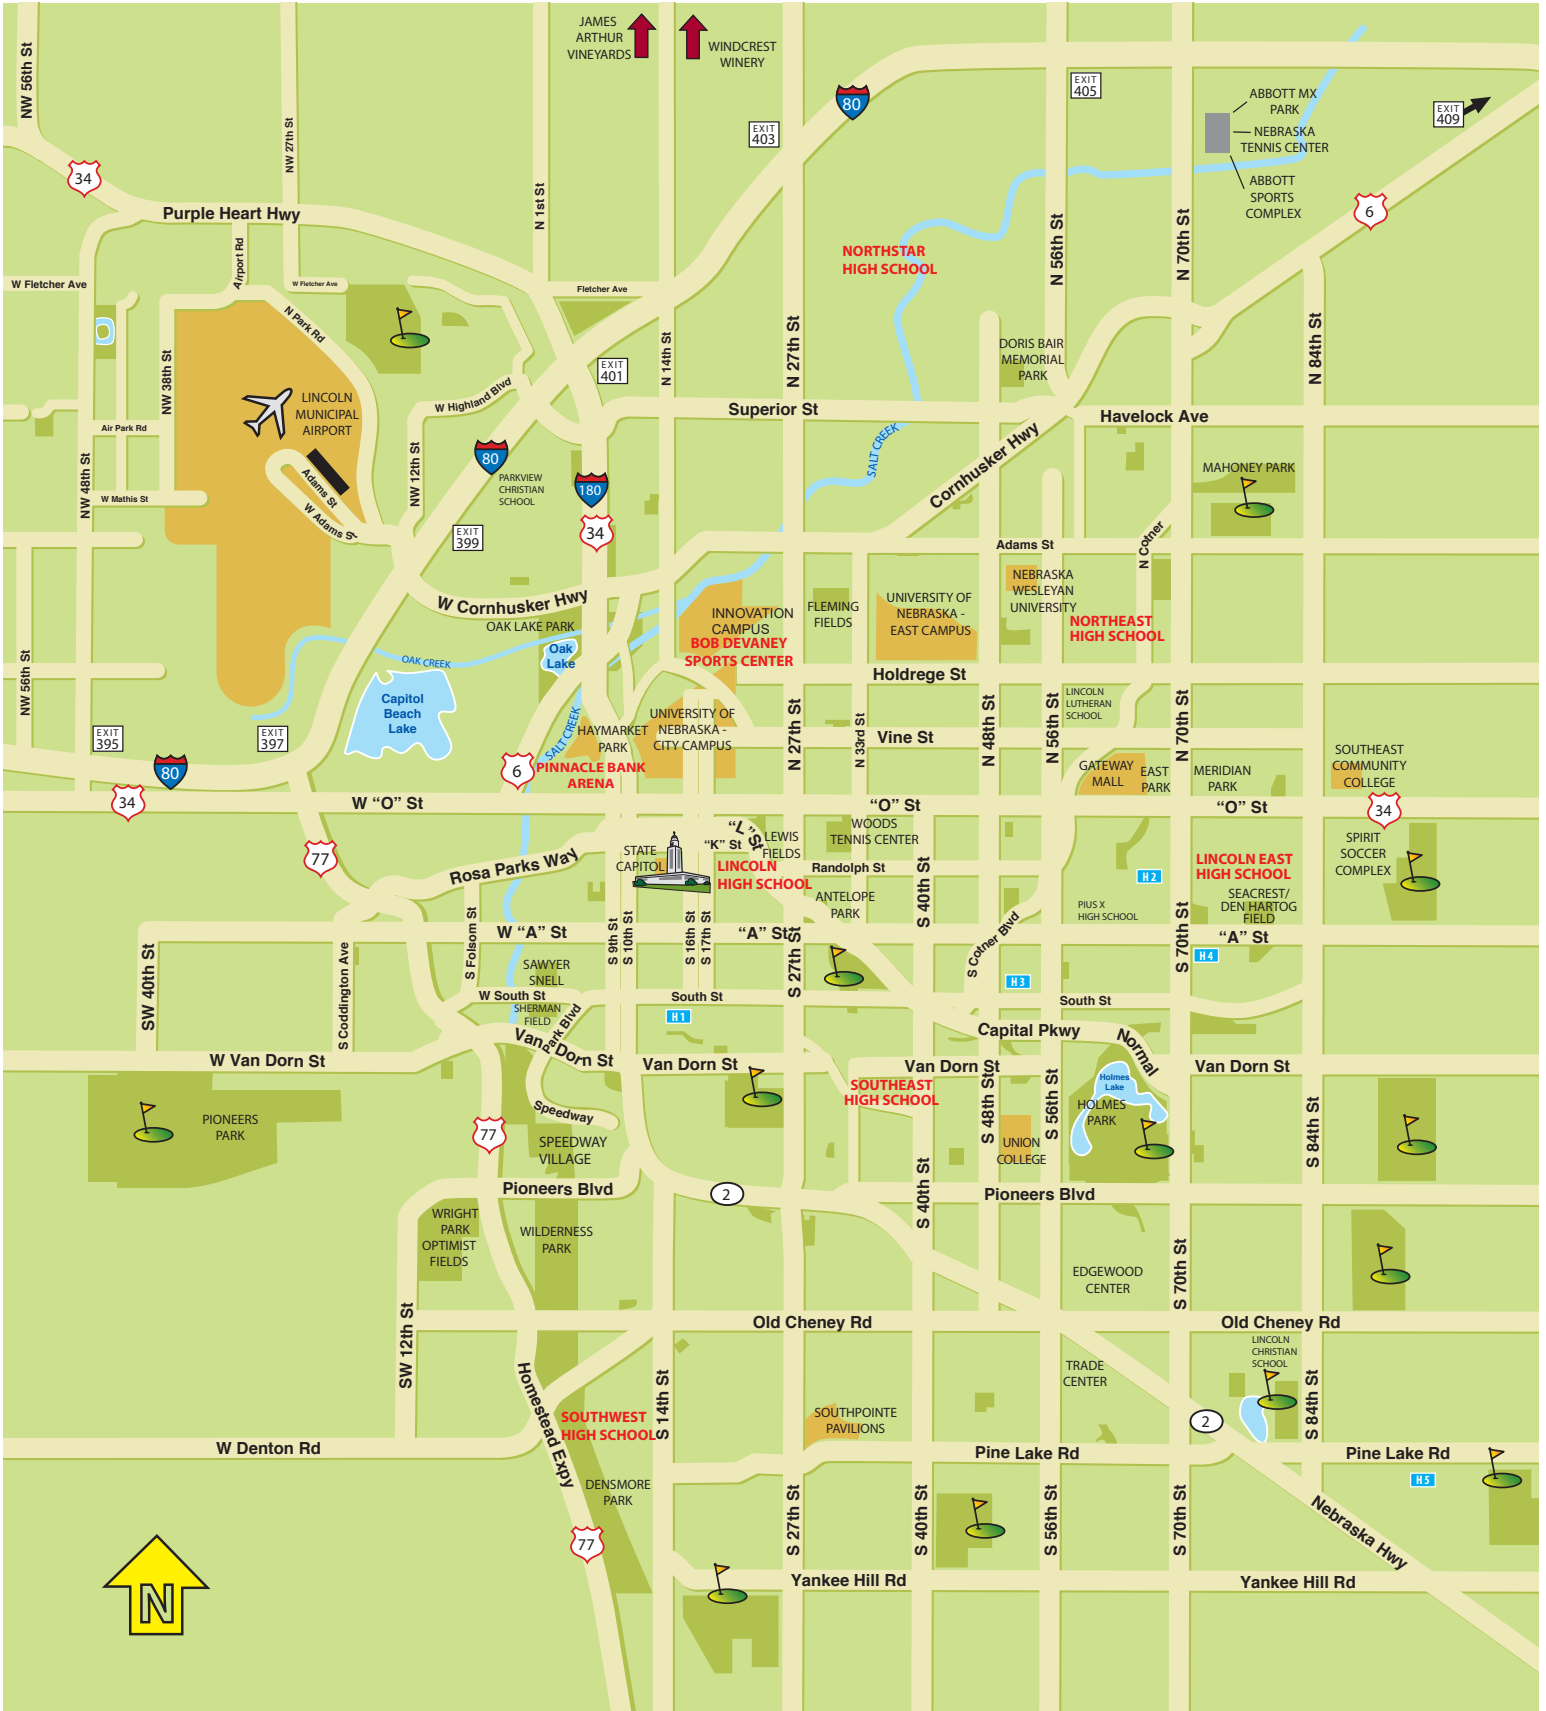 JAMES
ARTHUR
VINEYARDS
WINDCREST
WINERY
NW 56th St
NW 27th St
N 1st St
80
EXIT
403
EXIT
405
ABBOTT MX
PARK
NEBRASKA
TENNIS CENTER
ABBOTT
SPORTS
COMPLEX
EXIT
409
34
6
Purple Heart Hwy
Airport Rd
N 56th St
N 70th St
NORTHSTAR
HIGH SCHOOL
W Fletcher Ave
W Fletcher Ave
Fletcher Ave
N Park Rd
N 14th St
N 27th St
N 84th St
DORIS BAIR
MEMORIAL
PARK
EXIT
401
NW 38th St
LINCOLN
MUNICIPAL
AIRPORT
W Highland Blvd
Superior St
Havelock Ave
Air Park Rd
NW 48th St
NW 12th St
80
PARKVIEW
CHRISTIAN
SCHOOL
180
SALT CREEK
Cornhusker Hwy
MAHONEY PARK
Adams St
W Mathis St
W Adams St
EXIT
399
34
Adams St
N Cotner
W Cornhusker Hwy
OAK LAKE PARK
INNOVATION
CAMPUS
BOB DEVANEY
SPORTS CENTER
FLEMING
FIELDS
UNIVERSITY OF
NEBRASKA -
EAST CAMPUS
NEBRASKA
WESLEYAN
UNIVERSITY
NORTHEAST
HIGH SCHOOL
NW 56th St
OAK CREEK
Oak
Lake
Holdrege St
Capitol
Beach
Lake
SALT CREEK
HAYMARKET
PARK
UNIVERSITY OF
NEBRASKA -
CITY CAMPUS
N 27th St
N 33rd St
Vine St
N 48th St
N 56th St
LINCOLN
LUTHERAN
SCHOOL
N 70th St
EXIT
395
EXIT
397
80
6
PINNACLE BANK
ARENA
GATEWAY
MALL
EAST
PARK
MERIDIAN
PARK
SOUTHEAST
COMMUNITY
COLLEGE
34
W “O” St
“O” St
“O” St
34
77
Rosa Parks Way
STATE
CAPITOL
“L” St
“K” St
LEWIS
FIELDS
WOODS
TENNIS CENTER
LINCOLN
HIGH SCHOOL
Randolph St
S 40th St
H 2
LINCOLN EAST
HIGH SCHOOL
SPIRIT
SOCCER
COMPLEX
ANTELOPE
PARK
PIUS X
HIGH SCHOOL
SEACREST/
DEN HARTOG
FIELD
SW 40th St
S Coddington Ave
S Folsom St
W “A” St
S 9th St
S 10th St
S 16th St
S 17th St
“A” St
S 27th St
S Cotner Blvd
S 70th St
“A” St
H 4
SAWYER
SNELL
H 3
W South St
South St
South St
SHERMAN
FIELD
Park Blvd
H 1
Capital Pkwy
Normal
W Van Dorn St
Van Dorn St
Van Dorn St
Van Dorn St
Van Dorn St
SOUTHEAST
HIGH SCHOOL
Holmes
Lake
HOLMES
PARK
PIONEERS
PARK
77
Speedway
SPEEDWAY
VILLAGE
S 48th St
S 56th St
UNION
COLLEGE
S 84th St
Pioneers Blvd
2
S 40th St
Pioneers Blvd
WRIGHT
PARK
OPTIMIST
FIELDS
WILDERNESS
PARK
EDGEWOOD
CENTER
S 70th St
SW 12th St
Old Cheney Rd
Old Cheney Rd
LINCOLN
CHRISTIAN
SCHOOL
TRADE
CENTER
Homestead Expy
SOUTHWEST
HIGH SCHOOL
S 14th St
SOUTHPOINTE
PAVILIONS
2
S 84th St
W Denton Rd
Pine Lake Rd
Pine Lake Rd
H 5
DENSMORE
PARK
S 27th St
S 40th St
S 56th St
S 70th St
Nebraska Hwy
77
Yankee Hill Rd
Yankee Hill Rd
N